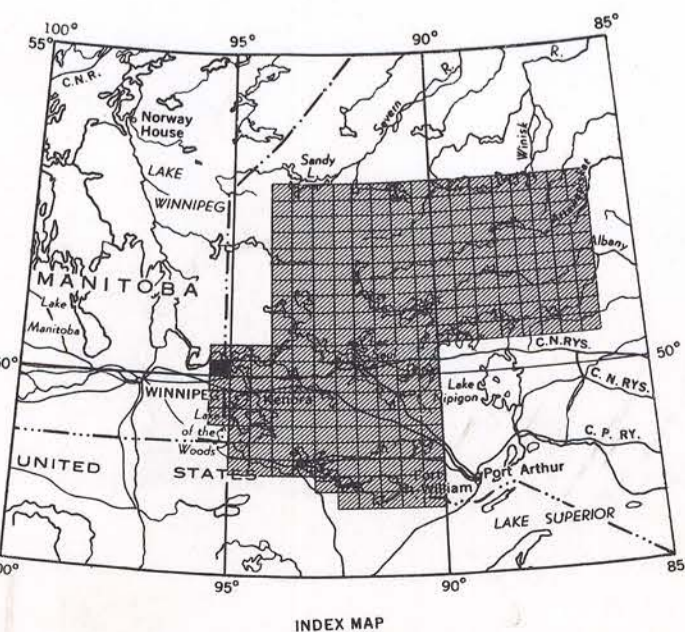 100°
95°
90°
85°
55°
C.N.R.
R.
R.
Norway
House
Severn
Winisk
Sandy
L.
LAKE
WINNIPEG
Attawapiskat
Albany
MANITOBA
Lake
Manitoba
C.N.RYS.
50°
WINNIPEG
Kenora
Lake
Nipigon
C. N. RYS.
Lake
of the
Woods
C. P. RY.
UNITED STATES
Fort
William
Port Arthur
LAKE SUPERIOR
95°
90°
INDEX MAP